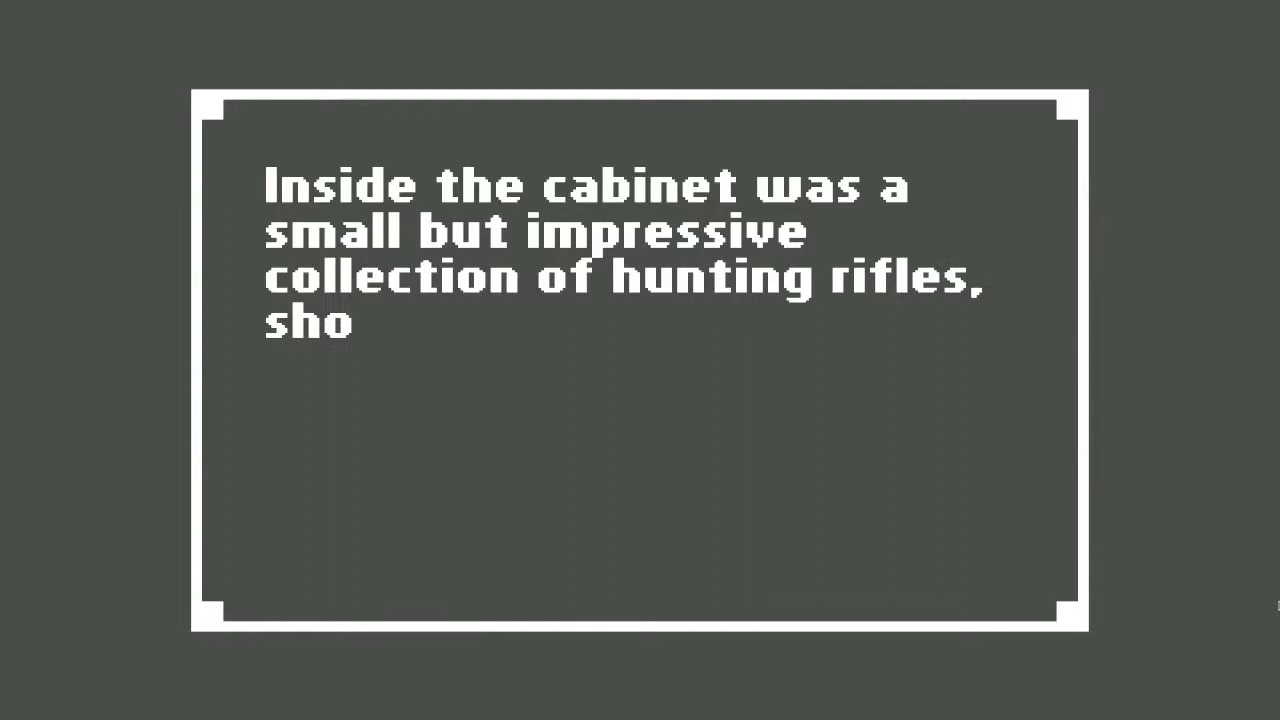 Inside the cabinet was a
small but impressive
collection of hunting rifles,
sho